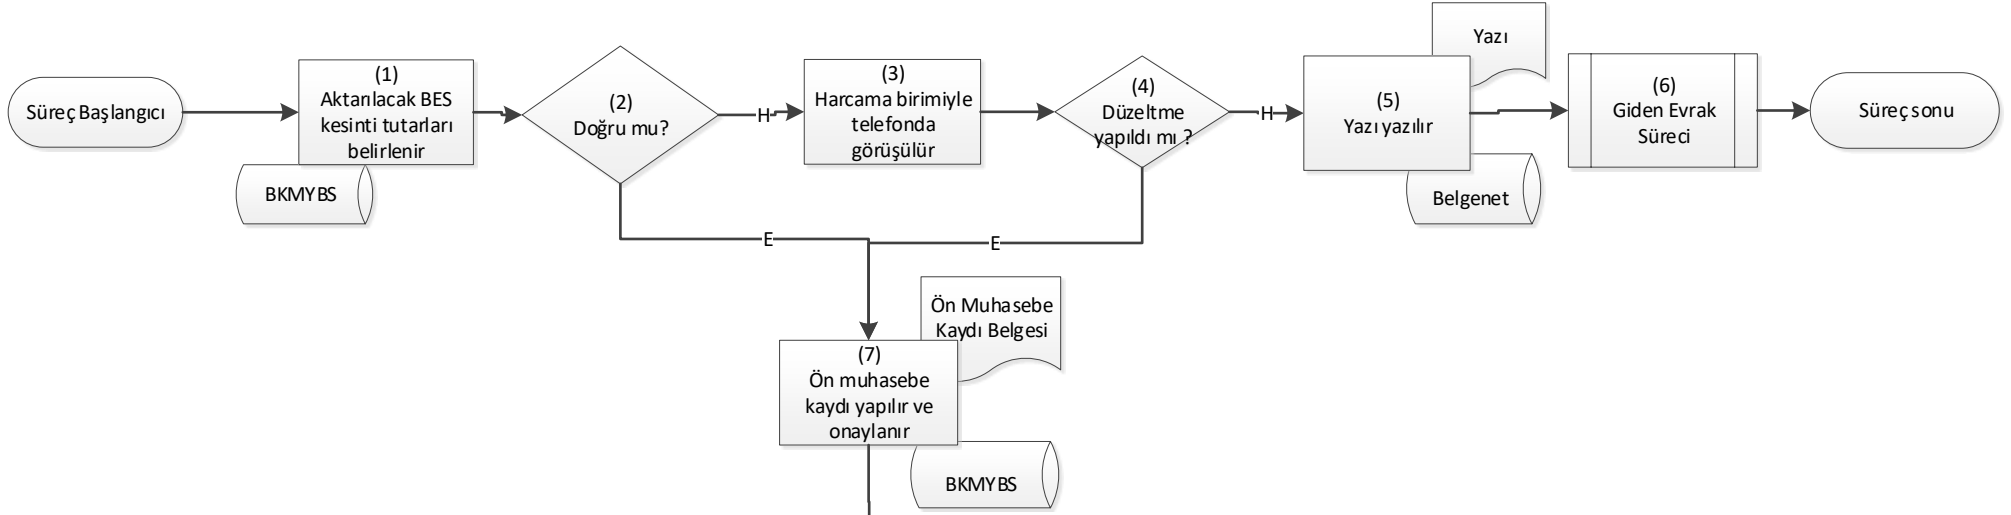 Süreç Başlangıcı
(1)
Aktarılacak BES
kesinti tutarları
belirlenir
BKMYBS
(2)
Doğru mu?
H
E
(3)
Harcama birimiyle
telefonda
görüşülür
(4)
Düzeltme
yapıldı mı ?
H
E
Yazı
(5)
Yazı yazılır
Belgenet
(6)
Giden Evrak
Süreci
Süreç sonu
Ön Muhasebe
Kaydı Belgesi
(7)
Ön muhasebe
kaydı yapılır ve
onaylanır
BKMYBS